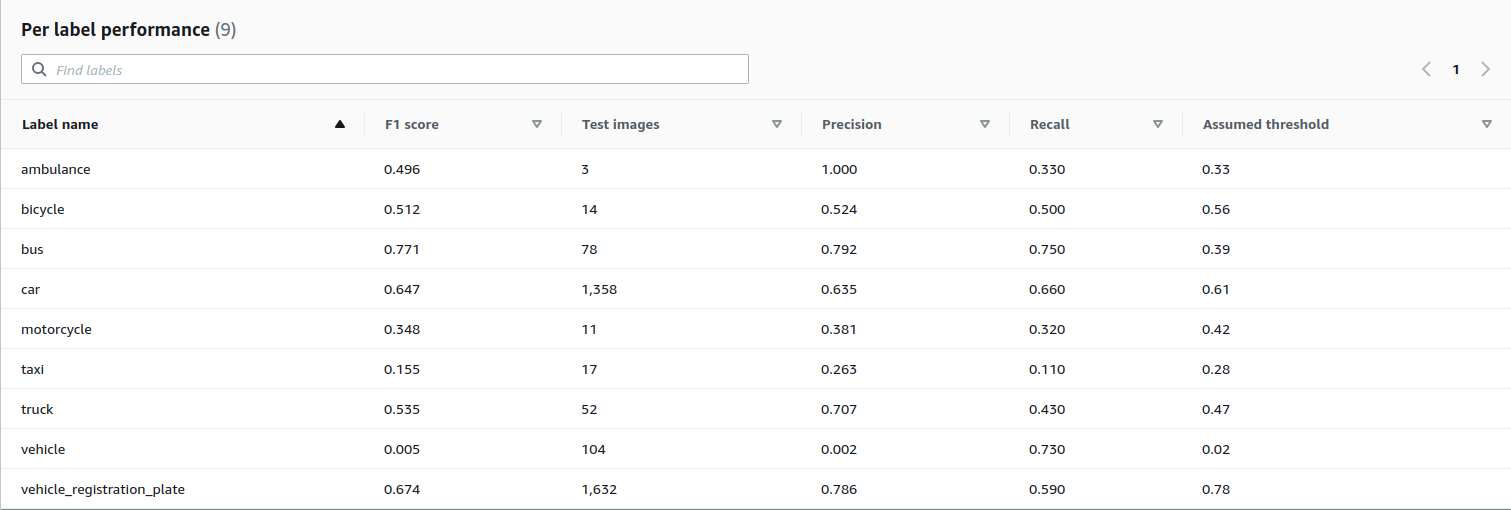 Per label performance (9)
Find labels
1
Label name F1 score Test images Precision Recall Assumed threshold
ambulance 0.496 3 1.000 0.330 0.33
bicycle 0.512 14 0.524 0.500 0.56
bus 0.771 78 0.792 0.750 0.39
car 0.647 1,358 0.635 0.660 0.61
motorcycle 0.348 11 0.381 0.320 0.42
taxi 0.155 17 0.263 0.110 0.28
truck 0.535 52 0.707 0.430 0.47
vehicle 0.005 104 0.002 0.730 0.02
vehicle_registration_plate 0.674 1,632 0.786 0.590 0.78